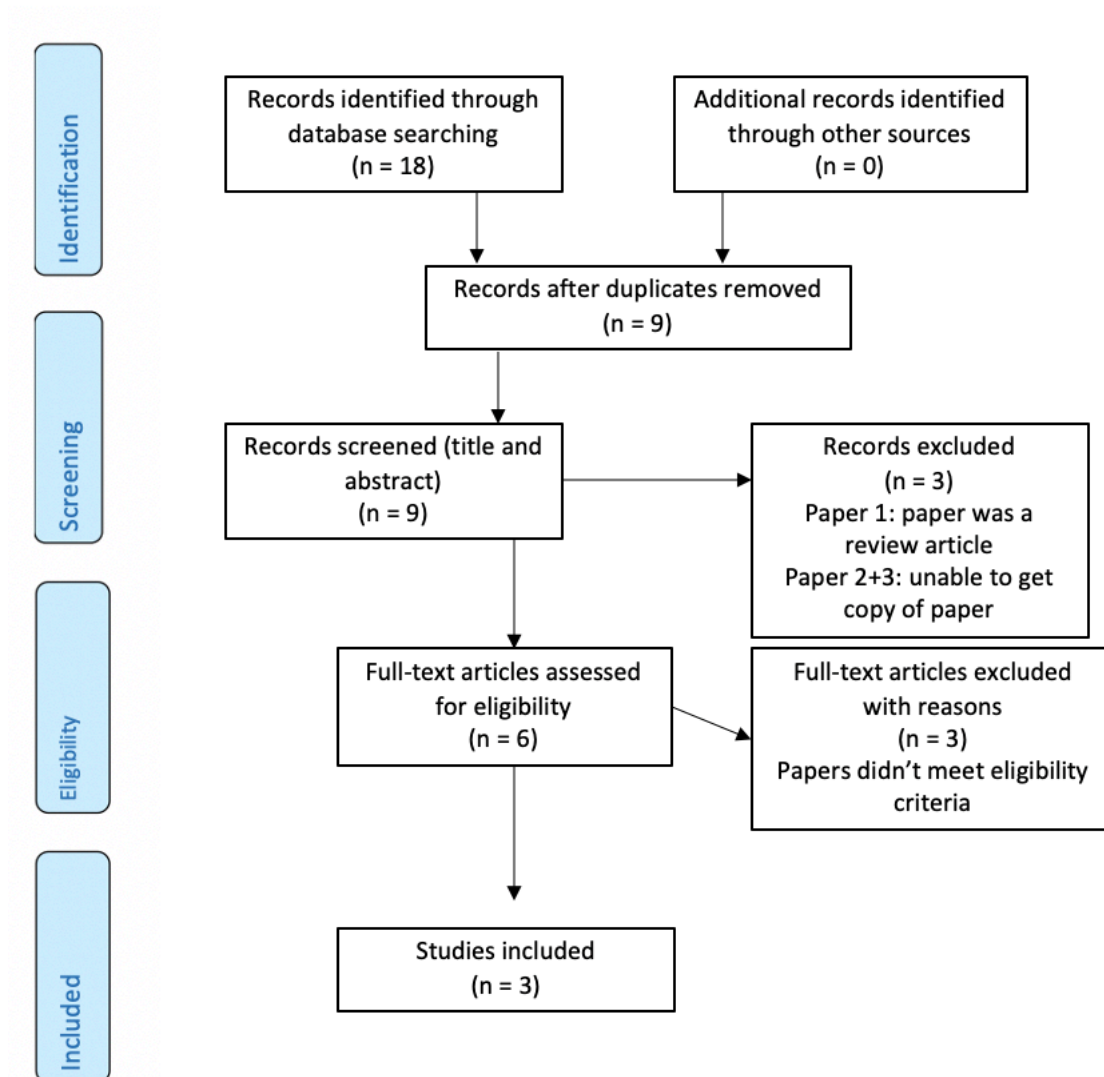 Identification
Records identified through
database searching
(n = 18)
Additional records identified
through other sources
(n = 0)
Records after duplicates removed
(n = 9)
Screening
Records screened (title and
abstract)
(n = 9)
Records excluded
(n = 3)
Paper 1: paper was a
review article
Paper 2+3: unable to get
copy of paper
Eligibility
Full-text articles assessed
for eligibility
(n = 6)
Full-text articles excluded
with reasons
(n = 3)
Papers didn’t meet eligibility
criteria
Included
Studies included
(n = 3)